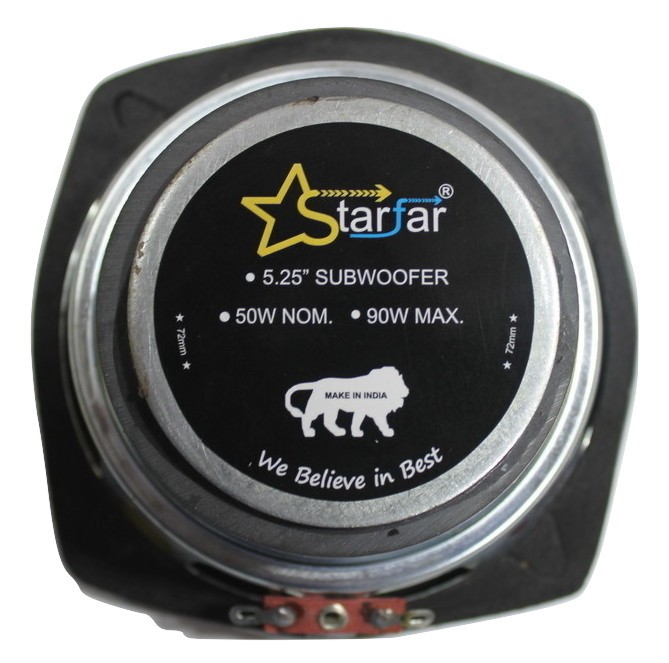 Starfar®
• 5.25” SUBWOOFER
• 50W NOM. • 90W MAX.
★ 72mm ★
★ 72mm ★
MAKE IN INDIA
We Believe in Best